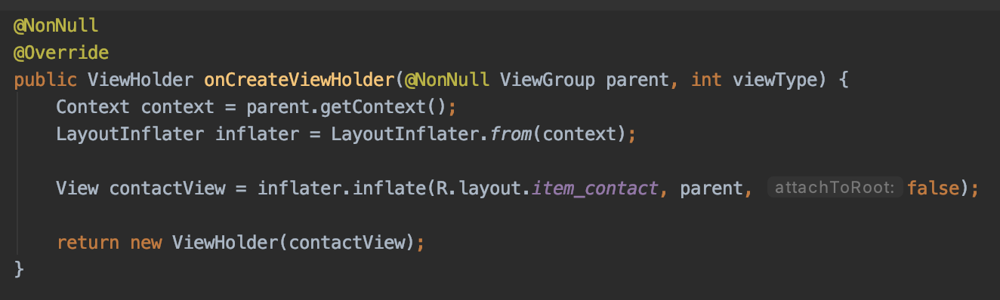 @NonNull
@Override
public ViewHolder onCreateViewHolder(@NonNull ViewGroup parent, int viewType) {
    Context context = parent.getContext();
    LayoutInflater inflater = LayoutInflater.from(context);

    View contactView = inflater.inflate(R.layout.item_contact, parent, attachToRoot: false);

    return new ViewHolder(contactView);
}